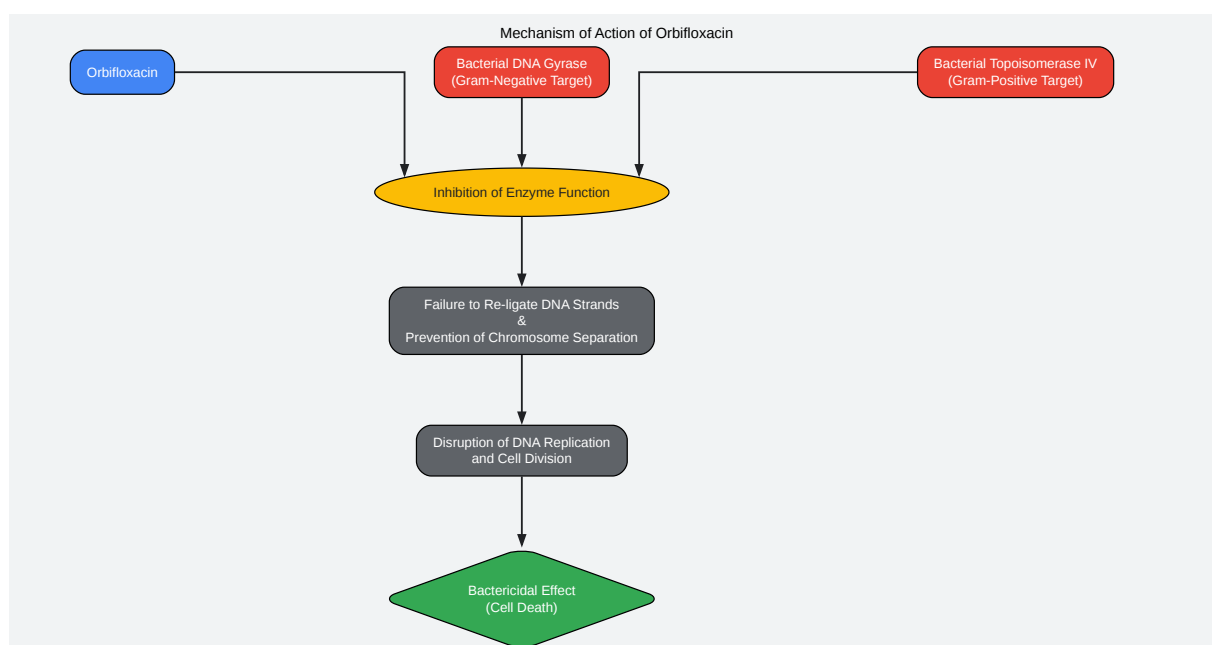 Mechanism of Action of Orbifloxacin
Orbifloxacin
Bacterial DNA Gyrase
(Gram-Negative Target)
Bacterial Topoisomerase IV
(Gram-Positive Target)
Inhibition of Enzyme Function
Failure to Re-ligate DNA Strands
&
Prevention of Chromosome Separation
Disruption of DNA Replication
and Cell Division
Bactericidal Effect
(Cell Death)